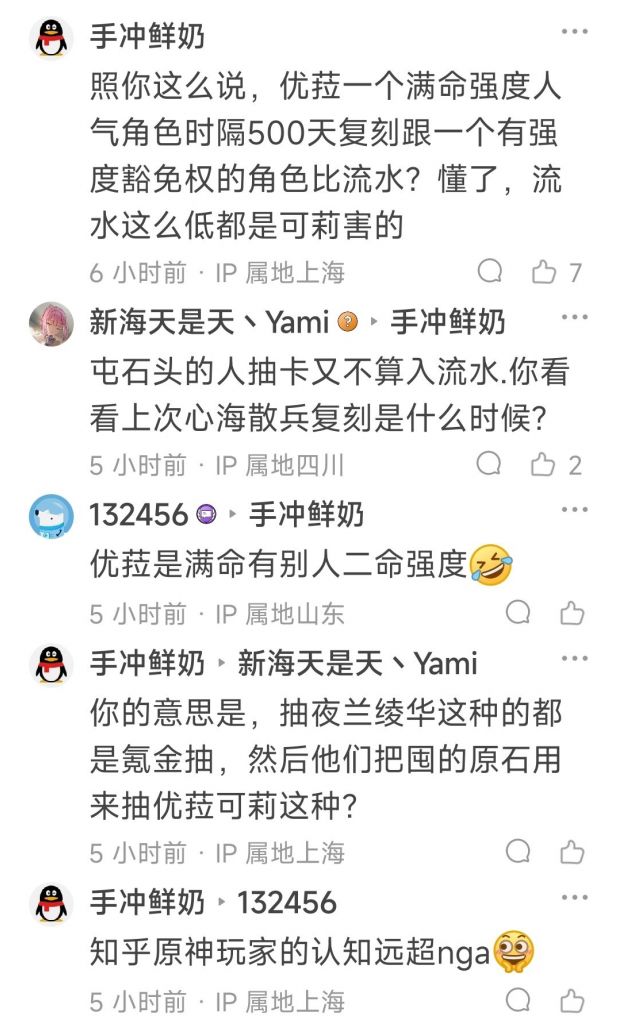 手冲鲜奶
照你这么说，优菈一个满命强度人
气角色时隔500天复刻跟一个有强
度豁免权的角色比流水？懂了，流
水这么低都是可莉害的
6 小时前 · IP 属地上海 7
新海天是天丶Yami 手冲鲜奶
屯石头的人抽卡又不算入流水.你看
看上次心海散兵复刻是什么时候?
5 小时前 · IP 属地四川 2
132456 手冲鲜奶
优菈是满命有别人二命强度🤣
5 小时前 · IP 属地山东
手冲鲜奶 新海天是天丶Yami
你的意思是，抽夜兰绫华这种的都
是氪金抽，然后他们把囤的原石用
来抽优菈可莉这种？
5 小时前 · IP 属地上海
手冲鲜奶 132456
知乎原神玩家的认知远超nga
5 小时前 · IP 属地上海